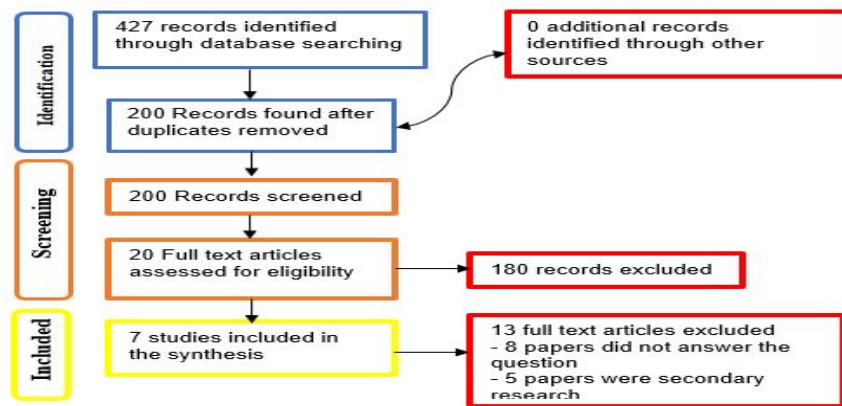 Identification
427 records identified
through database searching
0 additional records
identified through other
sources
200 Records found after
duplicates removed
Screening
200 Records screened
20 Full text articles
assessed for eligibility
180 records excluded
Included
7 studies included in
the synthesis
13 full text articles excluded
- 8 papers did not answer the
question
- 5 papers were secondary
research